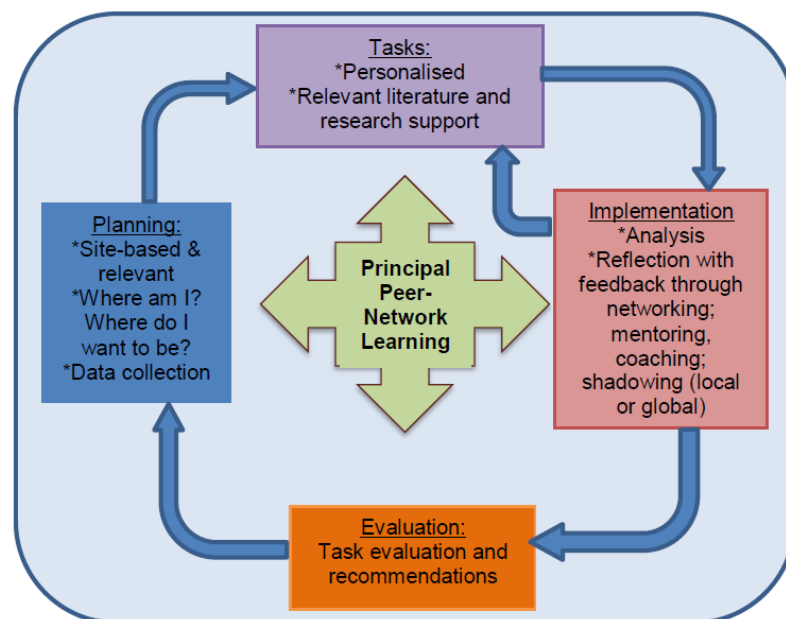 Tasks:
*Personalised
*Relevant literature and
research support
Planning:
*Site-based &
relevant
*Where am I?
Where do I
want to be?
*Data collection
Principal
Peer-
Network
Learning
Implementation
*Analysis
*Reflection with
feedback through
networking;
mentoring,
coaching;
shadowing (local
or global)
Evaluation:
Task evaluation and
recommendations